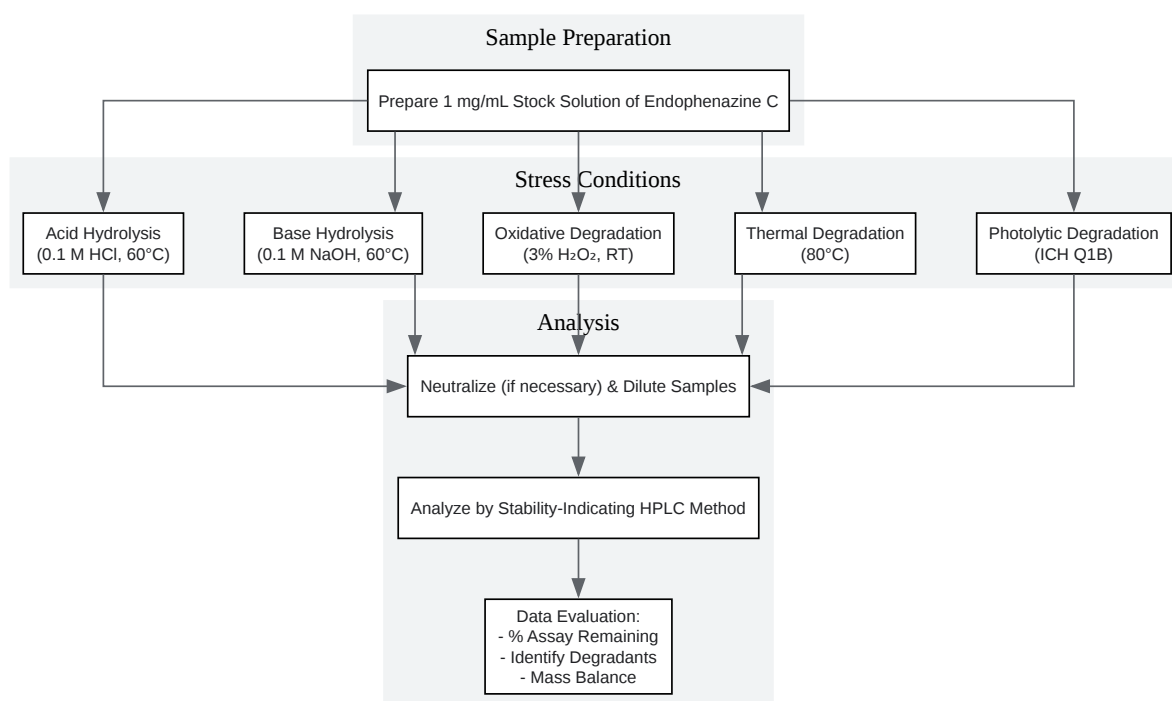 Sample Preparation
Prepare 1 mg/mL Stock Solution of Endophenazine C
Stress Conditions
Acid Hydrolysis
(0.1 M HCl, 60°C)
Base Hydrolysis
(0.1 M NaOH, 60°C)
Oxidative Degradation
(3% H₂O₂, RT)
Thermal Degradation
(80°C)
Photolytic Degradation
(ICH Q1B)
Analysis
Neutralize (if necessary) & Dilute Samples
Analyze by Stability-Indicating HPLC Method
Data Evaluation:
- % Assay Remaining
- Identify Degradants
- Mass Balance